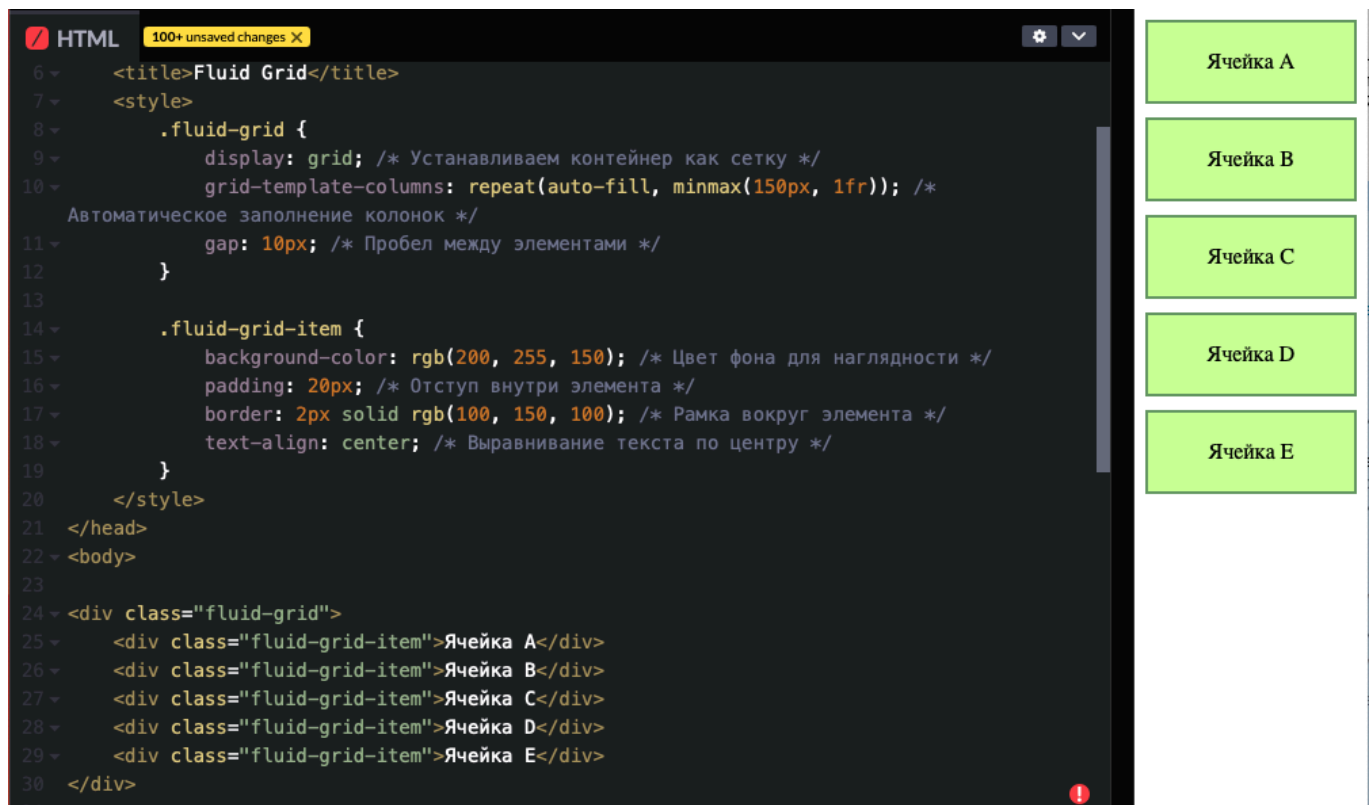 HTML 100+ unsaved changes X
6 <title>Fluid Grid</title>
7 <style>
8 .fluid-grid {
9 display: grid; /* Устанавливаем контейнер как сетку */
10 grid-template-columns: repeat(auto-fill, minmax(150px, 1fr)); /*
Автоматическое заполнение колонок */
11 gap: 10px; /* Пробел между элементами */
12 }
13
14 .fluid-grid-item {
15 background-color: rgb(200, 255, 150); /* Цвет фона для наглядности */
16 padding: 20px; /* Отступ внутри элемента */
17 border: 2px solid rgb(100, 150, 100); /* Рамка вокруг элемента */
18 text-align: center; /* Выравнивание текста по центру */
19 }
20 </style>
21 </head>
22 <body>
23
24 <div class="fluid-grid">
25 <div class="fluid-grid-item">Ячейка A</div>
26 <div class="fluid-grid-item">Ячейка B</div>
27 <div class="fluid-grid-item">Ячейка C</div>
28 <div class="fluid-grid-item">Ячейка D</div>
29 <div class="fluid-grid-item">Ячейка E</div>
30 </div>
Ячейка A
Ячейка B
Ячейка C
Ячейка D
Ячейка E